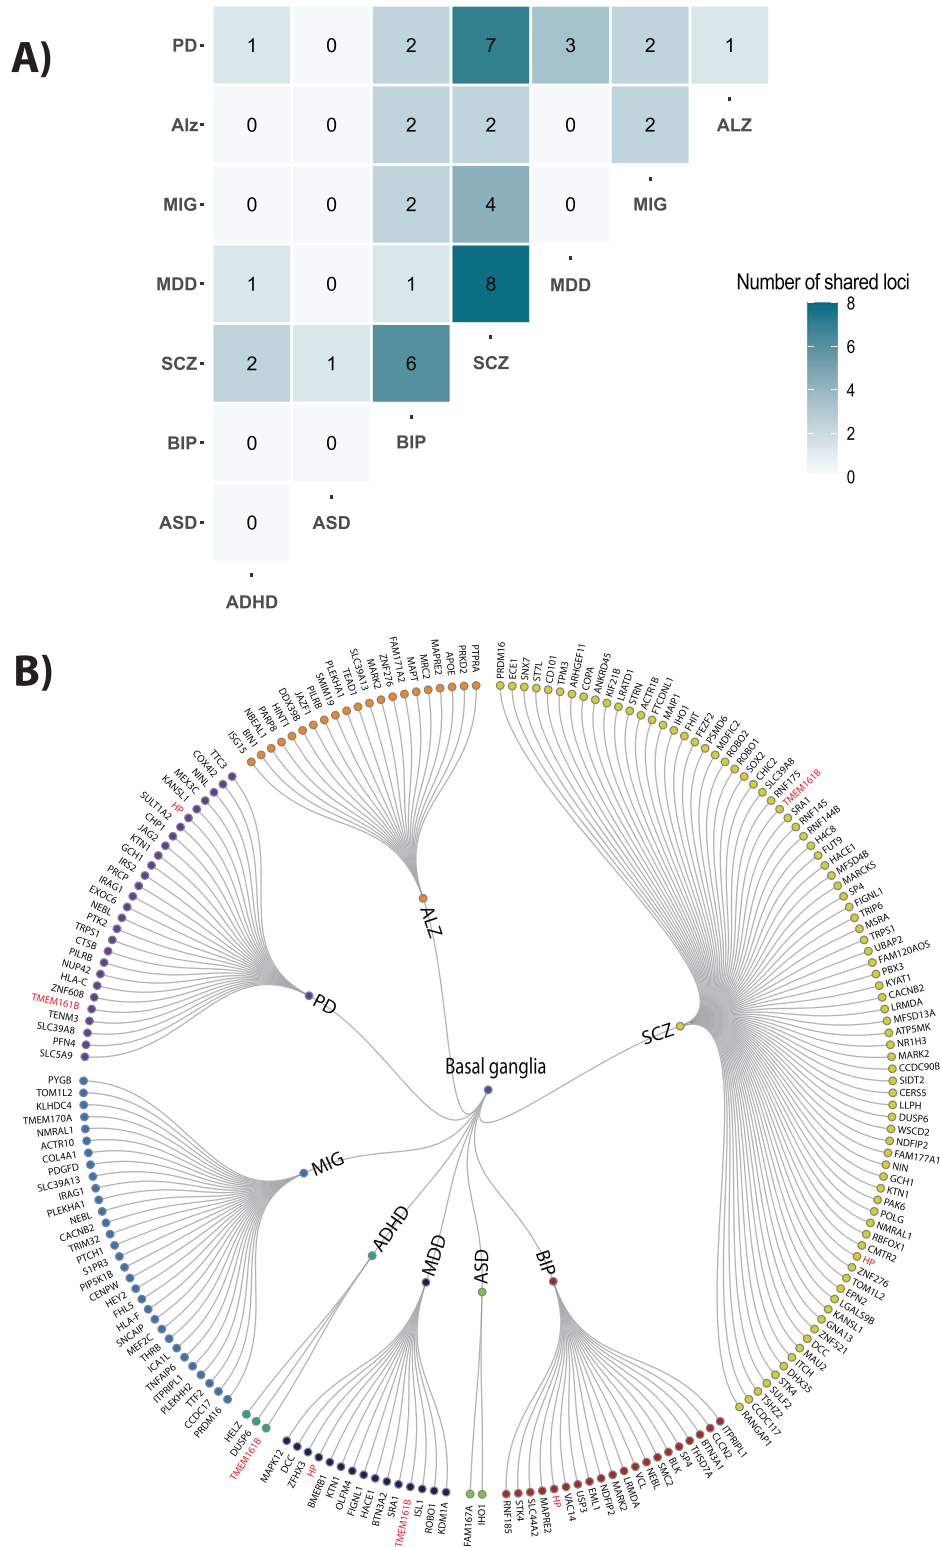 A)
PD
1 0 2 7 3 2 1
Alz
0 0 2 2 0 2
ALZ
MIG
0 0 2 4 0
MIG
MDD
1 0 1 8
MDD
SCZ
2 1 6
SCZ
BIP
0 0
BIP
ASD
0
ASD
ADHD
Number of shared loci
8
6
4
2
0
B)
Basal ganglia
ALZ
ISG15
BIN1
NBEAL1
PARP8
HINT1
DDX39B
JAZF1
PILRB
SMIM19
PLEKHA1
TEAD1
SLC39A13
MARK2
ZNF276
FAM171A2
MAPT
MRC2
MAPRE2
APOE
PRKD2
PTPRA
SCZ
PRDM16
ECE1
SNX7
ST7L
CD101
TPM3
ARHGEF11
COPA
ANKRD45
KIF21B
LRATD1
STRN
ACTR1B
FTCDNL1
MAIP1
IHO1
FHIT
FEZF2
PSMD6
MDFIC2
ROBO2
ROBO1
SOX2
CHIC2
SLC39A8
RNF175
TMEM161B
SRA1
RNF145
RNF144B
H4C8
FUT9
HACE1
MFSD4B
MARCKS
SP4
FIGNL1
TRIP6
MSRA
TRPS1
UBAP2
FAM120AOS
PBX3
KYAT1
CACNB2
LRMDA
MFSD13A
ATP5MK
NR1H3
MARK2
CCDC90B
SIDT2
CERS5
LLPH
DUSP6
WSCD2
NDFIP2
FAM177A1
NIN
GCH1
KTN1
PAK6
POLG
NMRAL1
RBFOX1
CMTR2
HP
ZNF276
TOM1L2
EPN2
LGALS9B
KANSL1
GNA13
ZNF521
DCC
MAU2
ITCH
DHX35
STK4
SULF2
TSHZ2
CCDC117
RANGAP1
PD
TTC3
COX4I2
NINL
MEX3C
KANSL1
HP
SULT1A2
CHP1
JAG2
KTN1
GCH1
IRS2
PRCP
IRAG1
EXOC6
NEBL
PTK2
TRPS1
CTSB
PILRB
NUP42
HLA-C
ZNF608
TMEM161B
TENM3
SLC39A8
PFN4
SLC5A9
MIG
PYGB
TOM1L2
KLHDC4
TMEM170A
NMRAL1
ACTR10
COL4A1
PDGFD
SLC39A13
IRAG1
PLEKHA1
NEBL
CACNB2
TRIM32
PTCH1
S1PR3
PIP5K1B
CENPW
HEY2
FHL5
HLA-F
SNCAIP
MEF2C
THRB
ICA1L
TNFAIP6
ITPRIPL1
PLEKHH2
TTF2
CCDC17
PRDM16
ADHD
HELZ
DUSP6
TMEM161B
MDD
MAPK12
DCC
ZFHX3
HP
BMERB1
KTN1
OLFM4
FIGNL1
HACE1
BTN3A2
SRA1
TMEM161B
ISL1
ROBO1
KDM1A
ASD
FAM167A
IHO1
BIP
RNF185
STK4
SLC44A2
MAPRE2
HP
VAC14
USP3
EML1
NDFIP2
MARK2
LRMDA
VCL
NEBL
SMC2
BLK
SP4
THSD7A
BTN3A1
CLCN2
ITPRIPL1